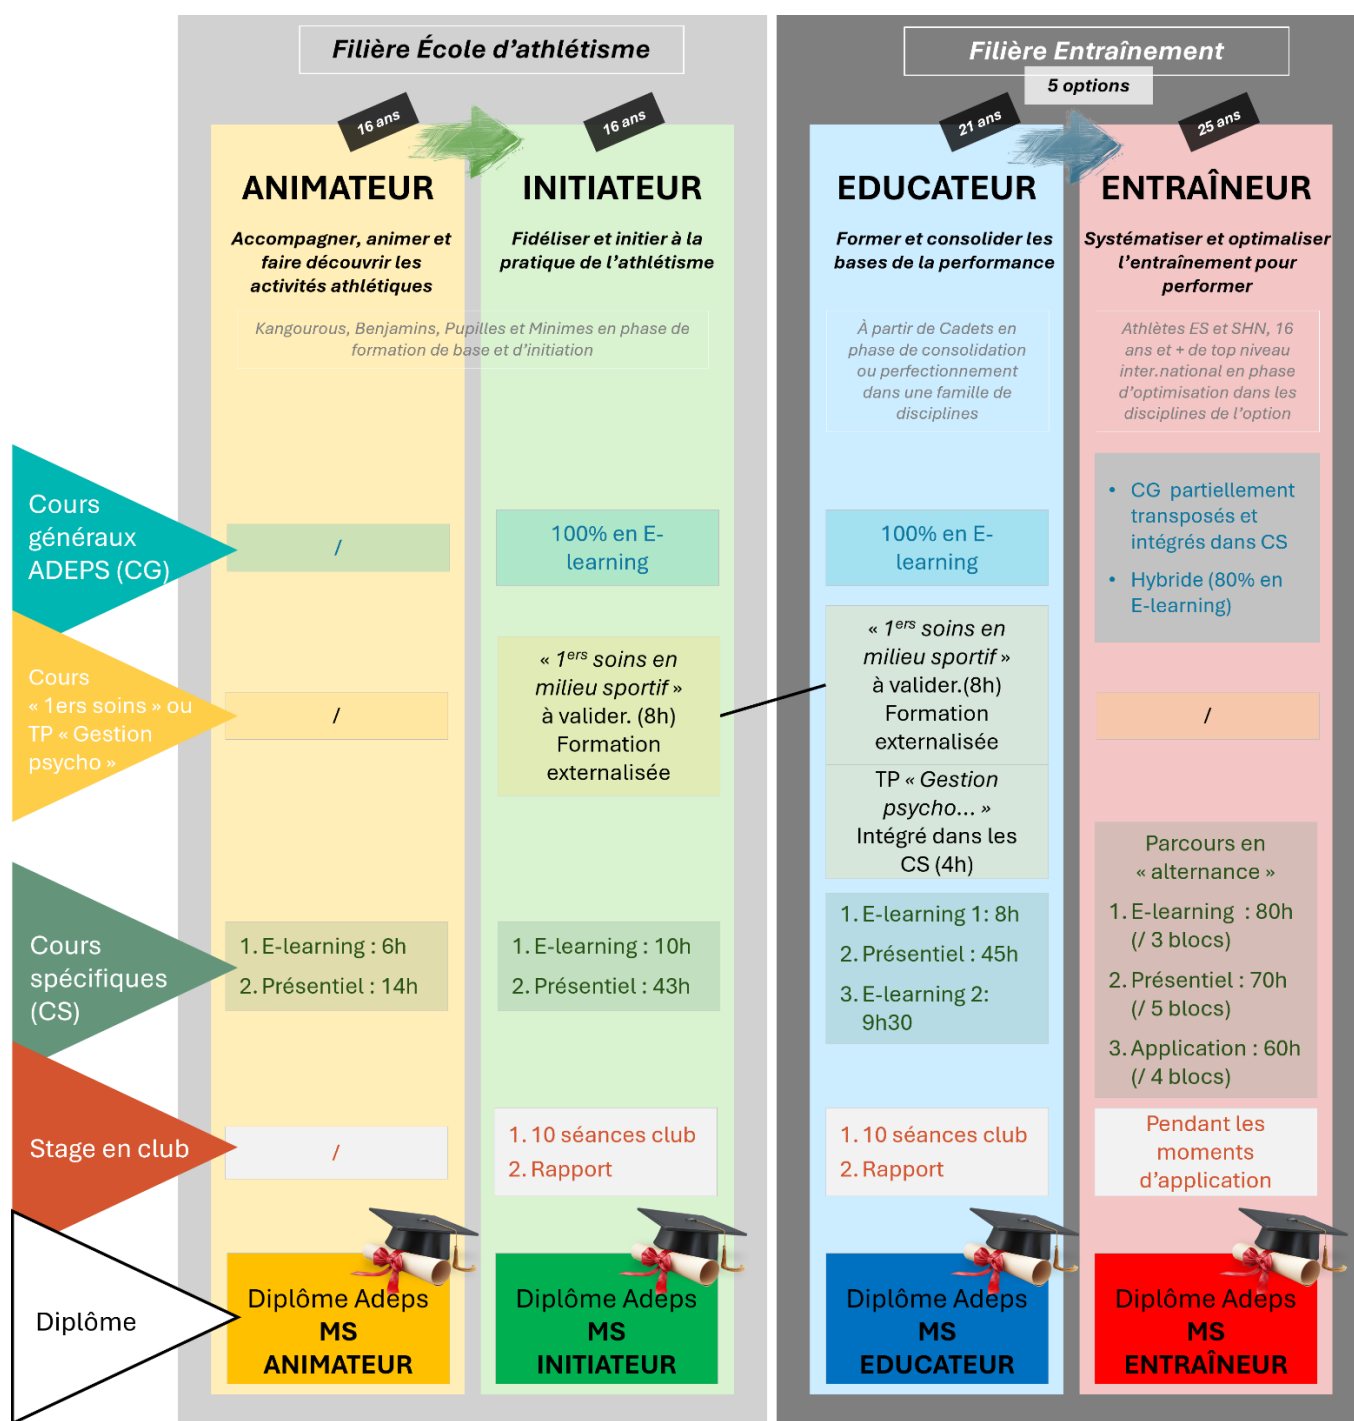 Filière École d’athlétisme
Filière Entraînement
5 options
16 ans
16 ans
21 ans
25 ans
ANIMATEUR
Accompagner, animer et
faire découvrir les
activités athlétiques
INITIATEUR
Fidéliser et initier à la
pratique de l’athlétisme
Kangourous, Benjamins, Pupilles et Minimes en phase de
formation de base et d’initiation
EDUCATEUR
Former et consolider les
bases de la performance
À partir de Cadets en
phase de consolidation
ou perfectionnement
dans une famille de
disciplines
ENTRAÎNEUR
Systématiser et optimaliser
l’entraînement pour
performer
Athlètes ES et SHN, 16
ans et + de top niveau
inter.national en phase
d’optimisation dans les
disciplines de l’option
Cours
généraux
ADEPS (CG)
/
100% en E-
learning
100% en E-
learning
• CG partiellement
transposés et
intégrés dans CS
• Hybride (80% en
E-learning)
Cours
« 1ers soins » ou
TP « Gestion
psycho »
/
« 1ers soins en
milieu sportif »
à valider. (8h)
Formation
externalisée
« 1ers soins en
milieu sportif »
à valider.(8h)
Formation
externalisée
TP « Gestion
psycho... »
Intégré dans les
CS (4h)
/
Cours
spécifiques
(CS)
1. E-learning : 6h
2. Présentiel : 14h
1. E-learning : 10h
2. Présentiel : 43h
1. E-learning 1: 8h
2. Présentiel : 45h
3. E-learning 2:
9h30
Parcours en
« alternance »
1. E-learning : 80h
(/ 3 blocs)
2. Présentiel : 70h
(/ 5 blocs)
3. Application : 60h
(/ 4 blocs)
Stage en club
/
1. 10 séances club
2. Rapport
1. 10 séances club
2. Rapport
Pendant les
moments
d’application
Diplôme
Diplôme Adeps
MS
ANIMATEUR
Diplôme Adeps
MS
INITIATEUR
Diplôme Adeps
MS
EDUCATEUR
Diplôme Adeps
MS
ENTRAÎNEUR